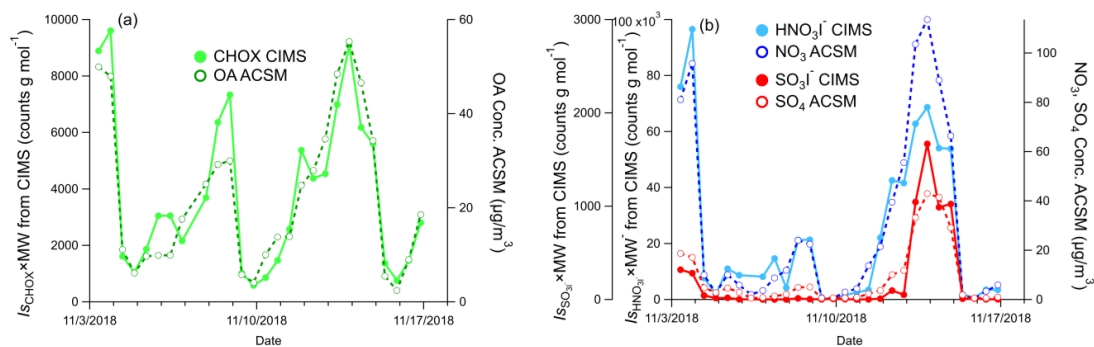 (a)
10000
8000
6000
4000
2000
0
Is_CHOX×MW from CIMS (counts g mol⁻¹)
CHOX CIMS
OA ACSM
60
40
20
0
OA Conc. ACSM (µg/m³)
11/3/2018
11/10/2018
11/17/2018
Date
(b)
3000
2000
1000
0
Is_SO₃I⁻×MW from CIMS (counts g mol⁻¹)
100 x10³
80
60
40
20
0
Is_HNO₃I⁻×MW⁻ from CIMS (counts g mol⁻¹)
HNO₃I⁻ CIMS
NO₃ ACSM
SO₃I⁻ CIMS
SO₄ ACSM
100
80
60
40
20
0
NO₃, SO₄ Conc. ACSM (µg/m³)
11/3/2018
11/10/2018
11/17/2018
Date